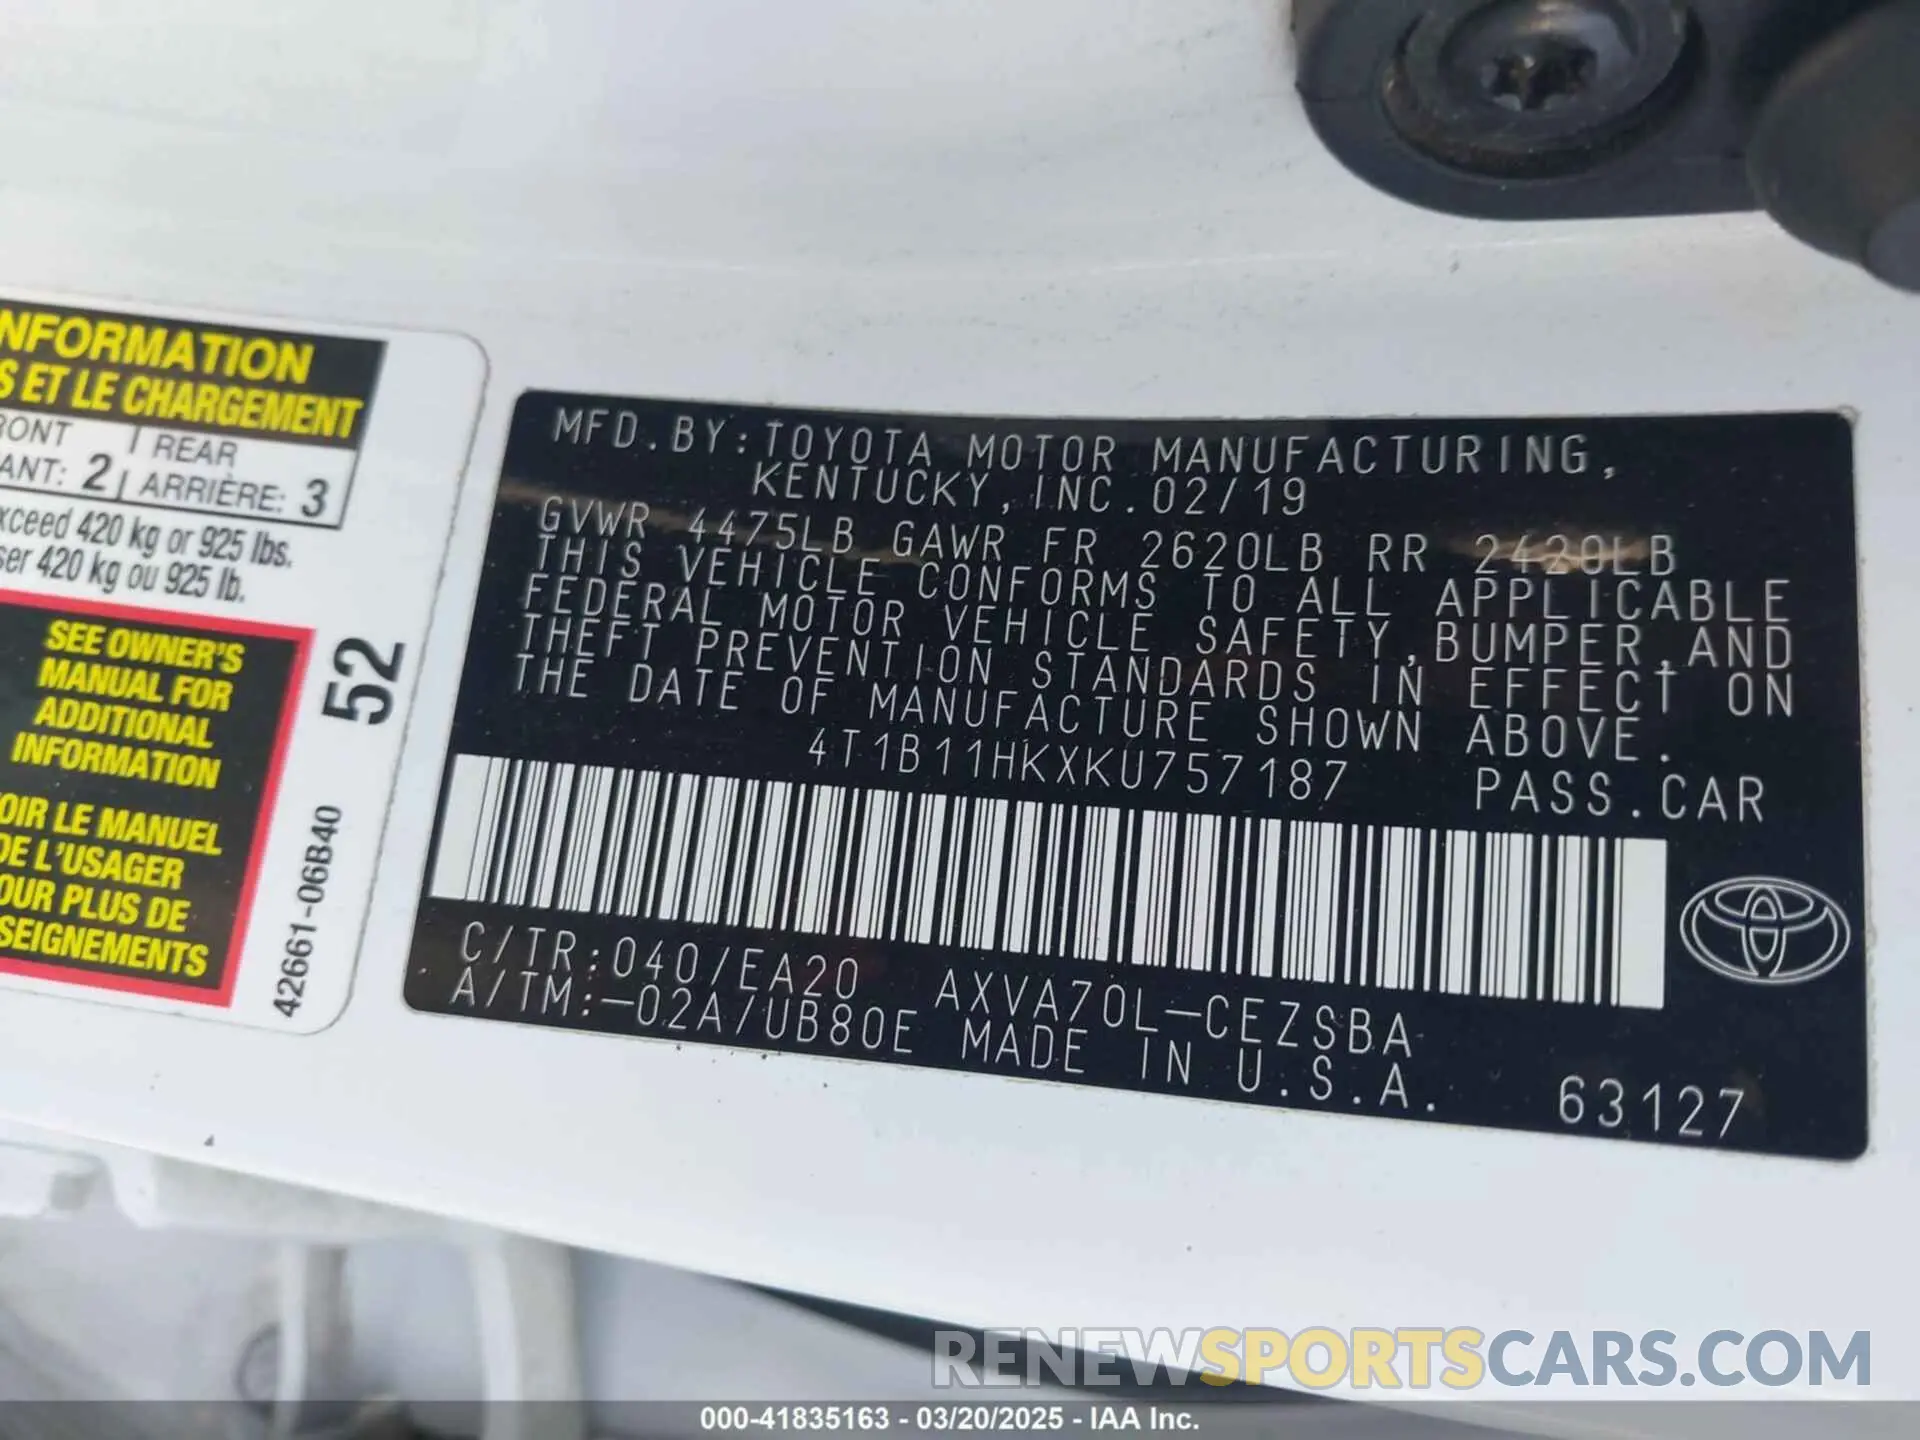 NFORMATION
S ET LE CHARGEMENT
RONT | REAR
ANT: 2 | ARRIÈRE: 3
xceed 420 kg or 925 lbs.
ser 420 kg ou 925 lb.
SEE OWNER'S
MANUAL FOR
ADDITIONAL
INFORMATION
OIR LE MANUEL
DE L'USAGER
OUR PLUS DE
SEIGNEMENTS
52
42661-06B40
MFD.BY:TOYOTA MOTOR MANUFACTURING,
KENTUCKY, INC. 02/19
GVWR 4475LB GAWR FR 2620LB RR 2420LB
THIS VEHICLE CONFORMS TO ALL APPLICABLE
FEDERAL MOTOR VEHICLE SAFETY,BUMPER,AND
THEFT PREVENTION STANDARDS IN EFFECT ON
THE DATE OF MANUFACTURE SHOWN ABOVE.
4T1B11HKXKU757187 PASS.CAR
C/TR:040/EA20 AXVA70L-CEZSBA
A/TM:-02A/UB80E MADE IN U.S.A.
63127
RENEWSPORTSCARS.COM
000-41835163 - 03/20/2025 - IAA Inc.